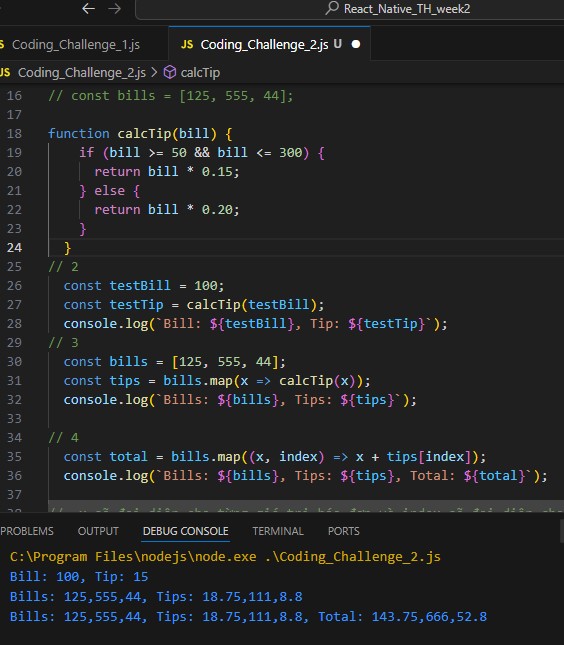 React_Native_TH_week2
JS Coding_Challenge_1.js JS Coding_Challenge_2.js U
JS Coding_Challenge_2.js > calcTip
16 // const bills = [125, 555, 44];
17
18 function calcTip(bill) {
19 if (bill >= 50 && bill <= 300) {
20 return bill * 0.15;
21 } else {
22 return bill * 0.20;
23 }
24 }
25 // 2
26 const testBill = 100;
27 const testTip = calcTip(testBill);
28 console.log(`Bill: ${testBill}, Tip: ${testTip}`);
29 // 3
30 const bills = [125, 555, 44];
31 const tips = bills.map(x => calcTip(x));
32 console.log(`Bills: ${bills}, Tips: ${tips}`);
33
34 // 4
35 const total = bills.map((x, index) => x + tips[index]);
36 console.log(`Bills: ${bills}, Tips: ${tips}, Total: ${total}`);
37
PROBLEMS OUTPUT DEBUG CONSOLE TERMINAL PORTS
C:\Program Files\nodejs\node.exe .\Coding_Challenge_2.js
Bill: 100, Tip: 15
Bills: 125,555,44, Tips: 18.75,111,8.8
Bills: 125,555,44, Tips: 18.75,111,8.8, Total: 143.75,666,52.8